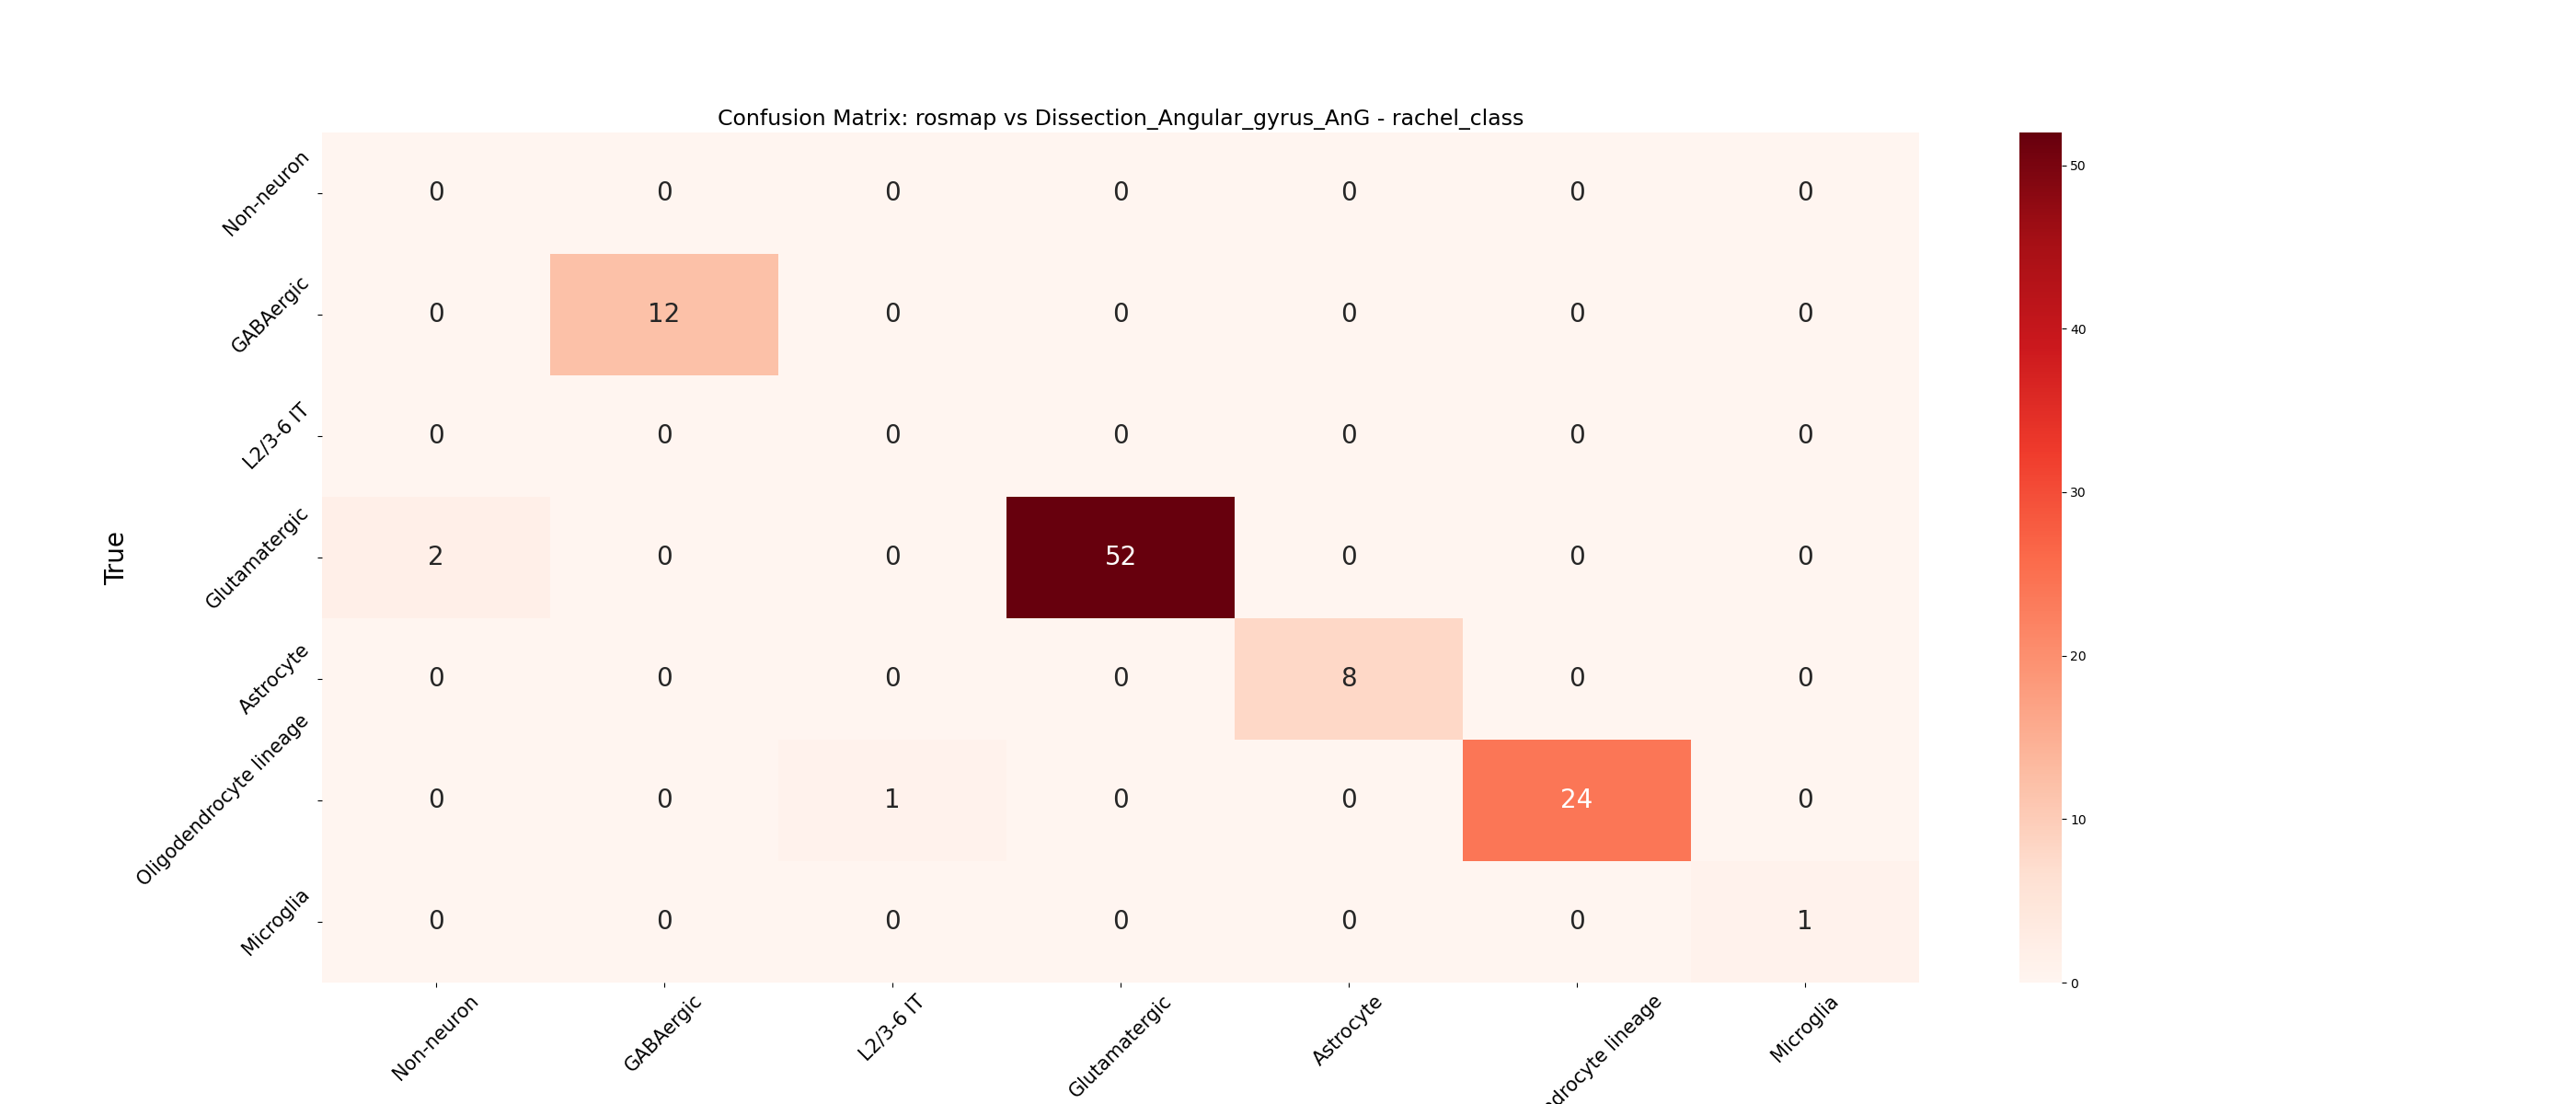 Confusion Matrix: rosmap vs Dissection_Angular_gyrus_AnG - rachel_class
True
Non-neuron 0 0 0 0 0 0 0
GABAergic 0 12 0 0 0 0 0
L2/3-6 IT 0 0 0 0 0 0 0
Glutamatergic 2 0 0 52 0 0 0
Astrocyte 0 0 0 0 8 0 0
Oligodendrocyte lineage 0 0 1 0 0 24 0
Microglia 0 0 0 0 0 0 1
Non-neuron
GABAergic
L2/3-6 IT
Glutamatergic
Astrocyte
lineage
Microglia
50
40
30
20
10
0